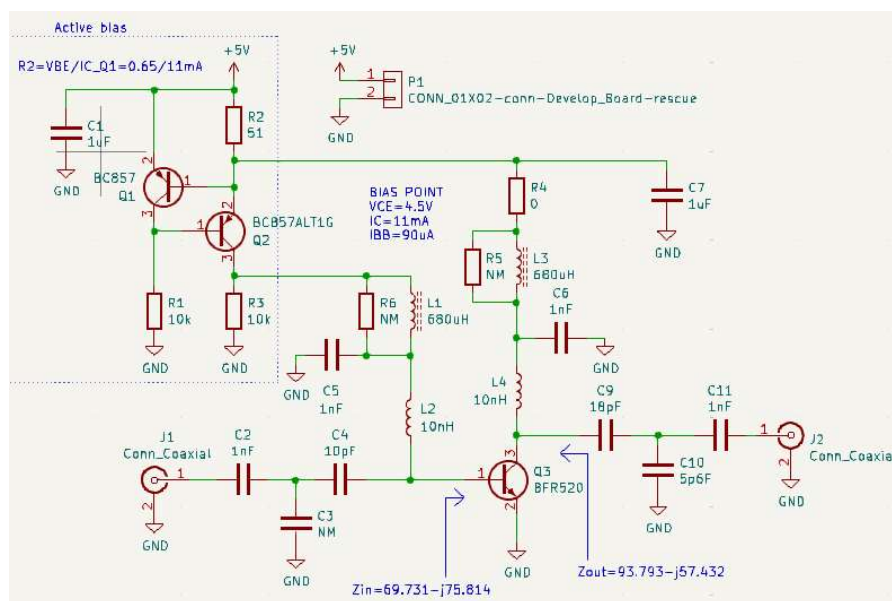 Active bias
R2=VBE/IC_Q1=0.65/11mA
+5V
+5V
1
2
P1
CONN_01X02-conn-Develop_Board-rescue
GND
C1
1uF
GND
R2
51
2
BC857
Q1
1
3
2
1
3
BC857ALT1G
Q2
BIAS POINT
VCE=4.5V
IC=11mA
IBB=90uA
R4
0
C7
1uF
GND
R5
NM
L3
680uH
R1
10k
GND
R3
10k
GND
R6
NM
L1
680uH
C6
1nF
GND
C5
1nF
GND
L2
10nH
L4
10nH
C9
18pF
C11
1nF
J1
Conn_Coaxial
1
2
GND
C2
1nF
C4
10pF
C3
NM
GND
1
3
2
Q3
BFR520
GND
C10
5p6F
GND
1
2
J2
Conn_Coaxia
GND
Zin=69.731-j75.814
Zout=93.793-j57.432